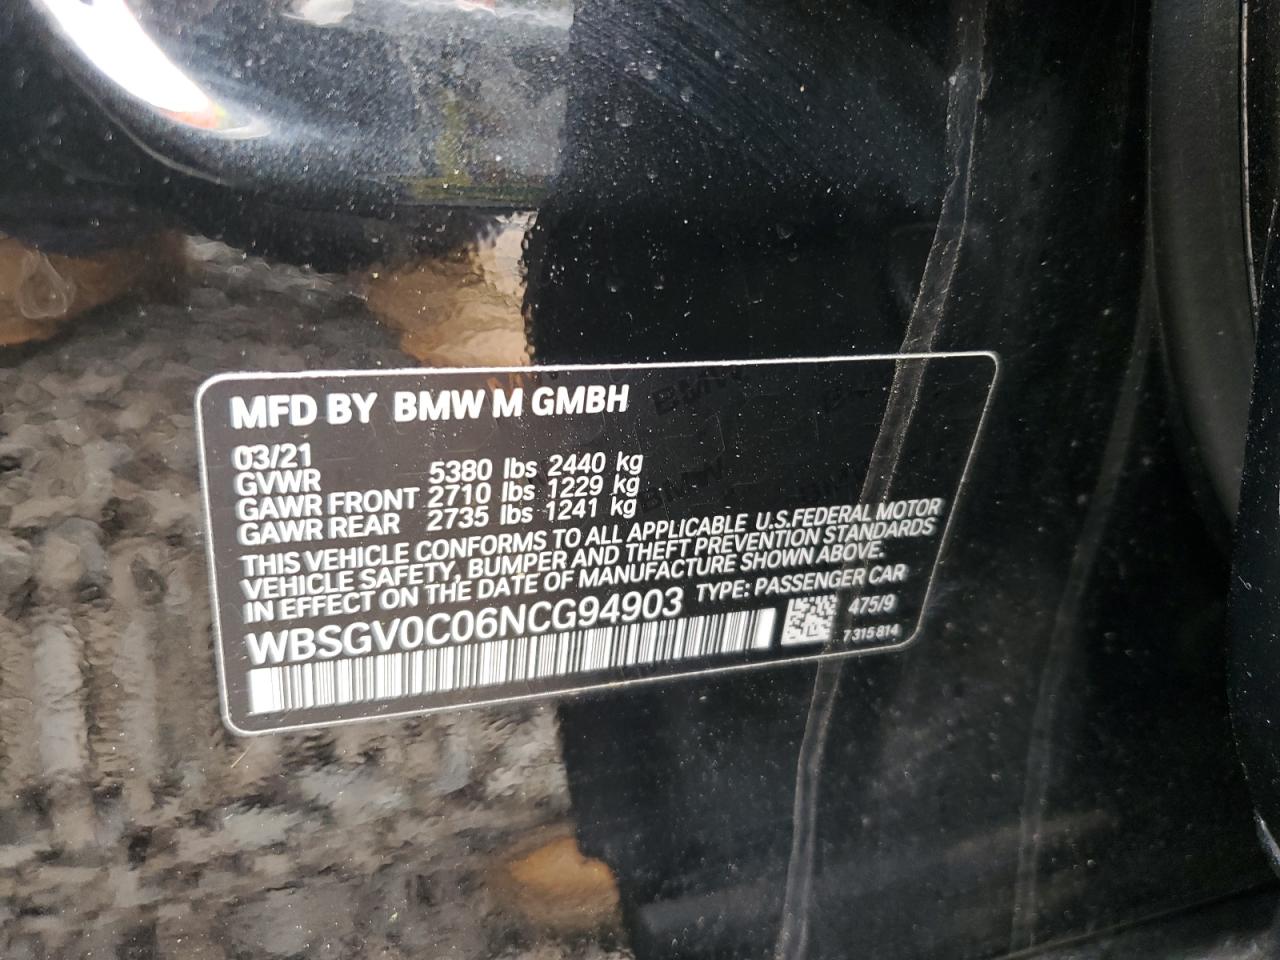 MFD BY BMW M GMBH
03/21
GVWR 5380 lbs 2440 kg
GAWR FRONT 2710 lbs 1229 kg
GAWR REAR 2735 lbs 1241 kg
THIS VEHICLE CONFORMS TO ALL APPLICABLE U.S.FEDERAL MOTOR
VEHICLE SAFETY, BUMPER AND THEFT PREVENTION STANDARDS
IN EFFECT ON THE DATE OF MANUFACTURE SHOWN ABOVE.
WBSGV0C06NCG94903 TYPE: PASSENGER CAR
475/9
7 315 814